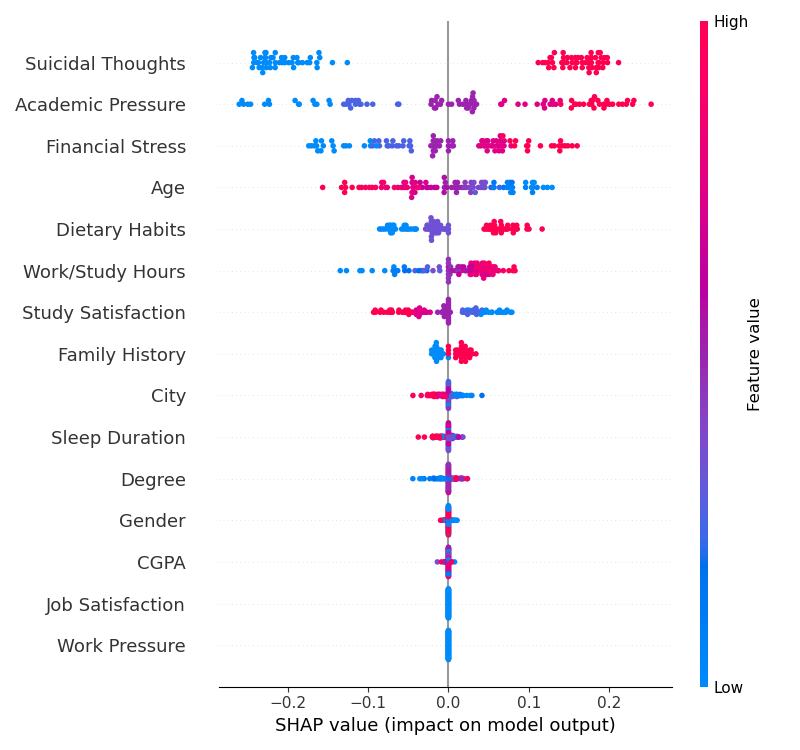 High
Suicidal Thoughts
Academic Pressure
Financial Stress
Age
Dietary Habits
Work/Study Hours
Study Satisfaction
Family History
City
Sleep Duration
Degree
Gender
CGPA
Job Satisfaction
Work Pressure
Feature value
Low
−0.2 −0.1 0.0 0.1 0.2
SHAP value (impact on model output)